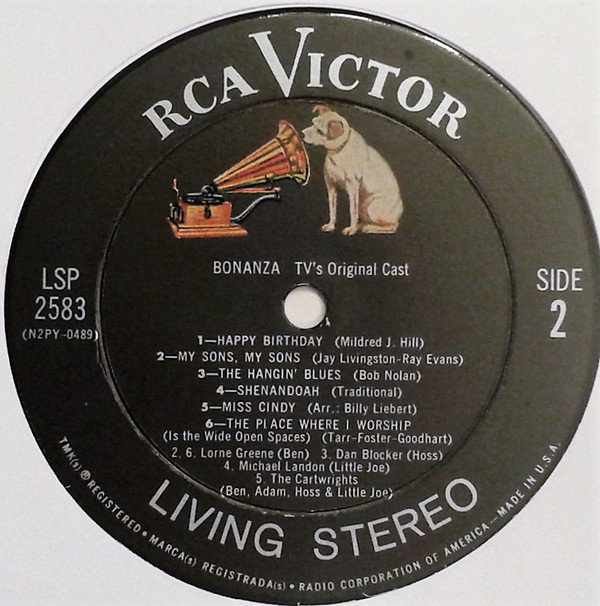 RCA VICTOR
BONANZA TV's Original Cast
LSP
2583
(N2PY-0489)
SIDE
2
1—HAPPY BIRTHDAY (Mildred J. Hill)
2—MY SONS, MY SONS (Jay Livingston-Ray Evans)
3—THE HANGIN' BLUES (Bob Nolan)
4—SHENANDOAH (Traditional)
5—MISS CINDY (Arr.: Billy Liebert)
6—THE PLACE WHERE I WORSHIP
(Is the Wide Open Spaces) (Tarr-Foster-Goodhart)
2, 6. Lorne Greene (Ben) 3. Dan Blocker (Hoss)
4. Michael Landon (Little Joe)
5. The Cartwrights
(Ben, Adam, Hoss & Little Joe)
LIVING STEREO
TMK(s) ® REGISTERED • MARCA(s) REGISTRADA(s) • RADIO CORPORATION OF AMERICA—MADE IN U.S.A.